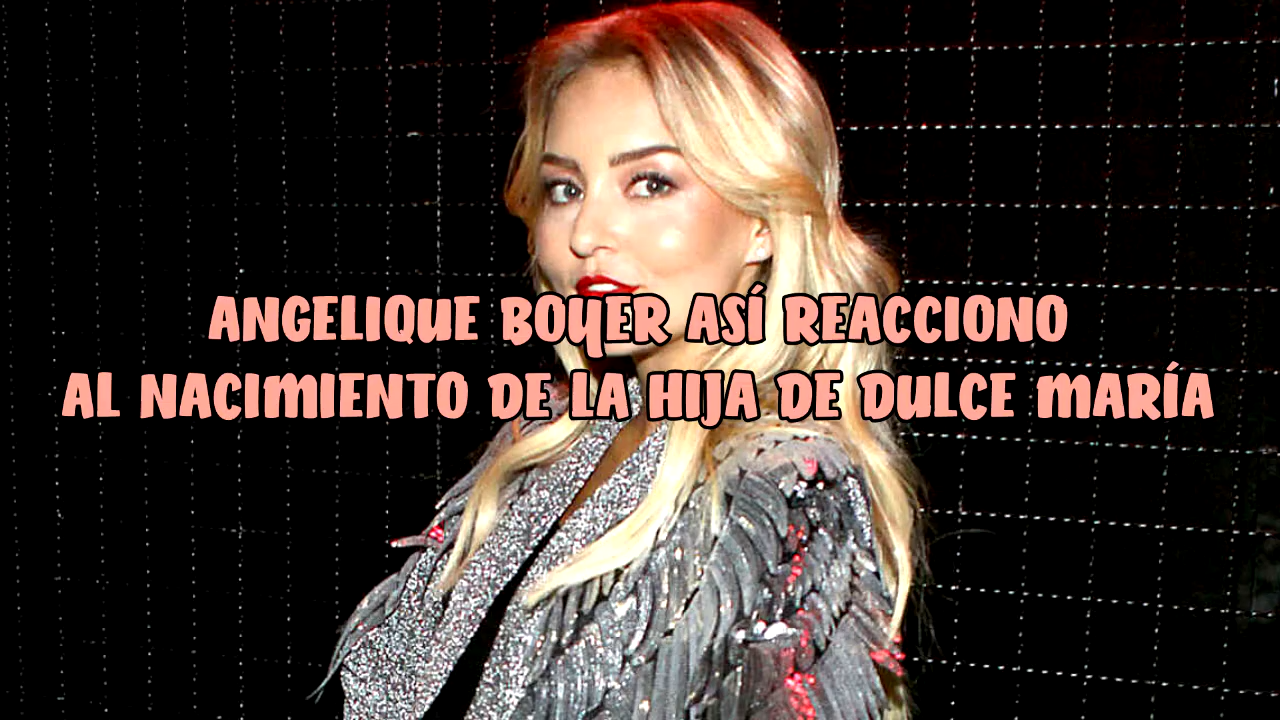 ANGELIQUE BOYER ASÍ REACCIONO
AL NACIMIENTO DE LA HIJA DE DULCE MARÍA